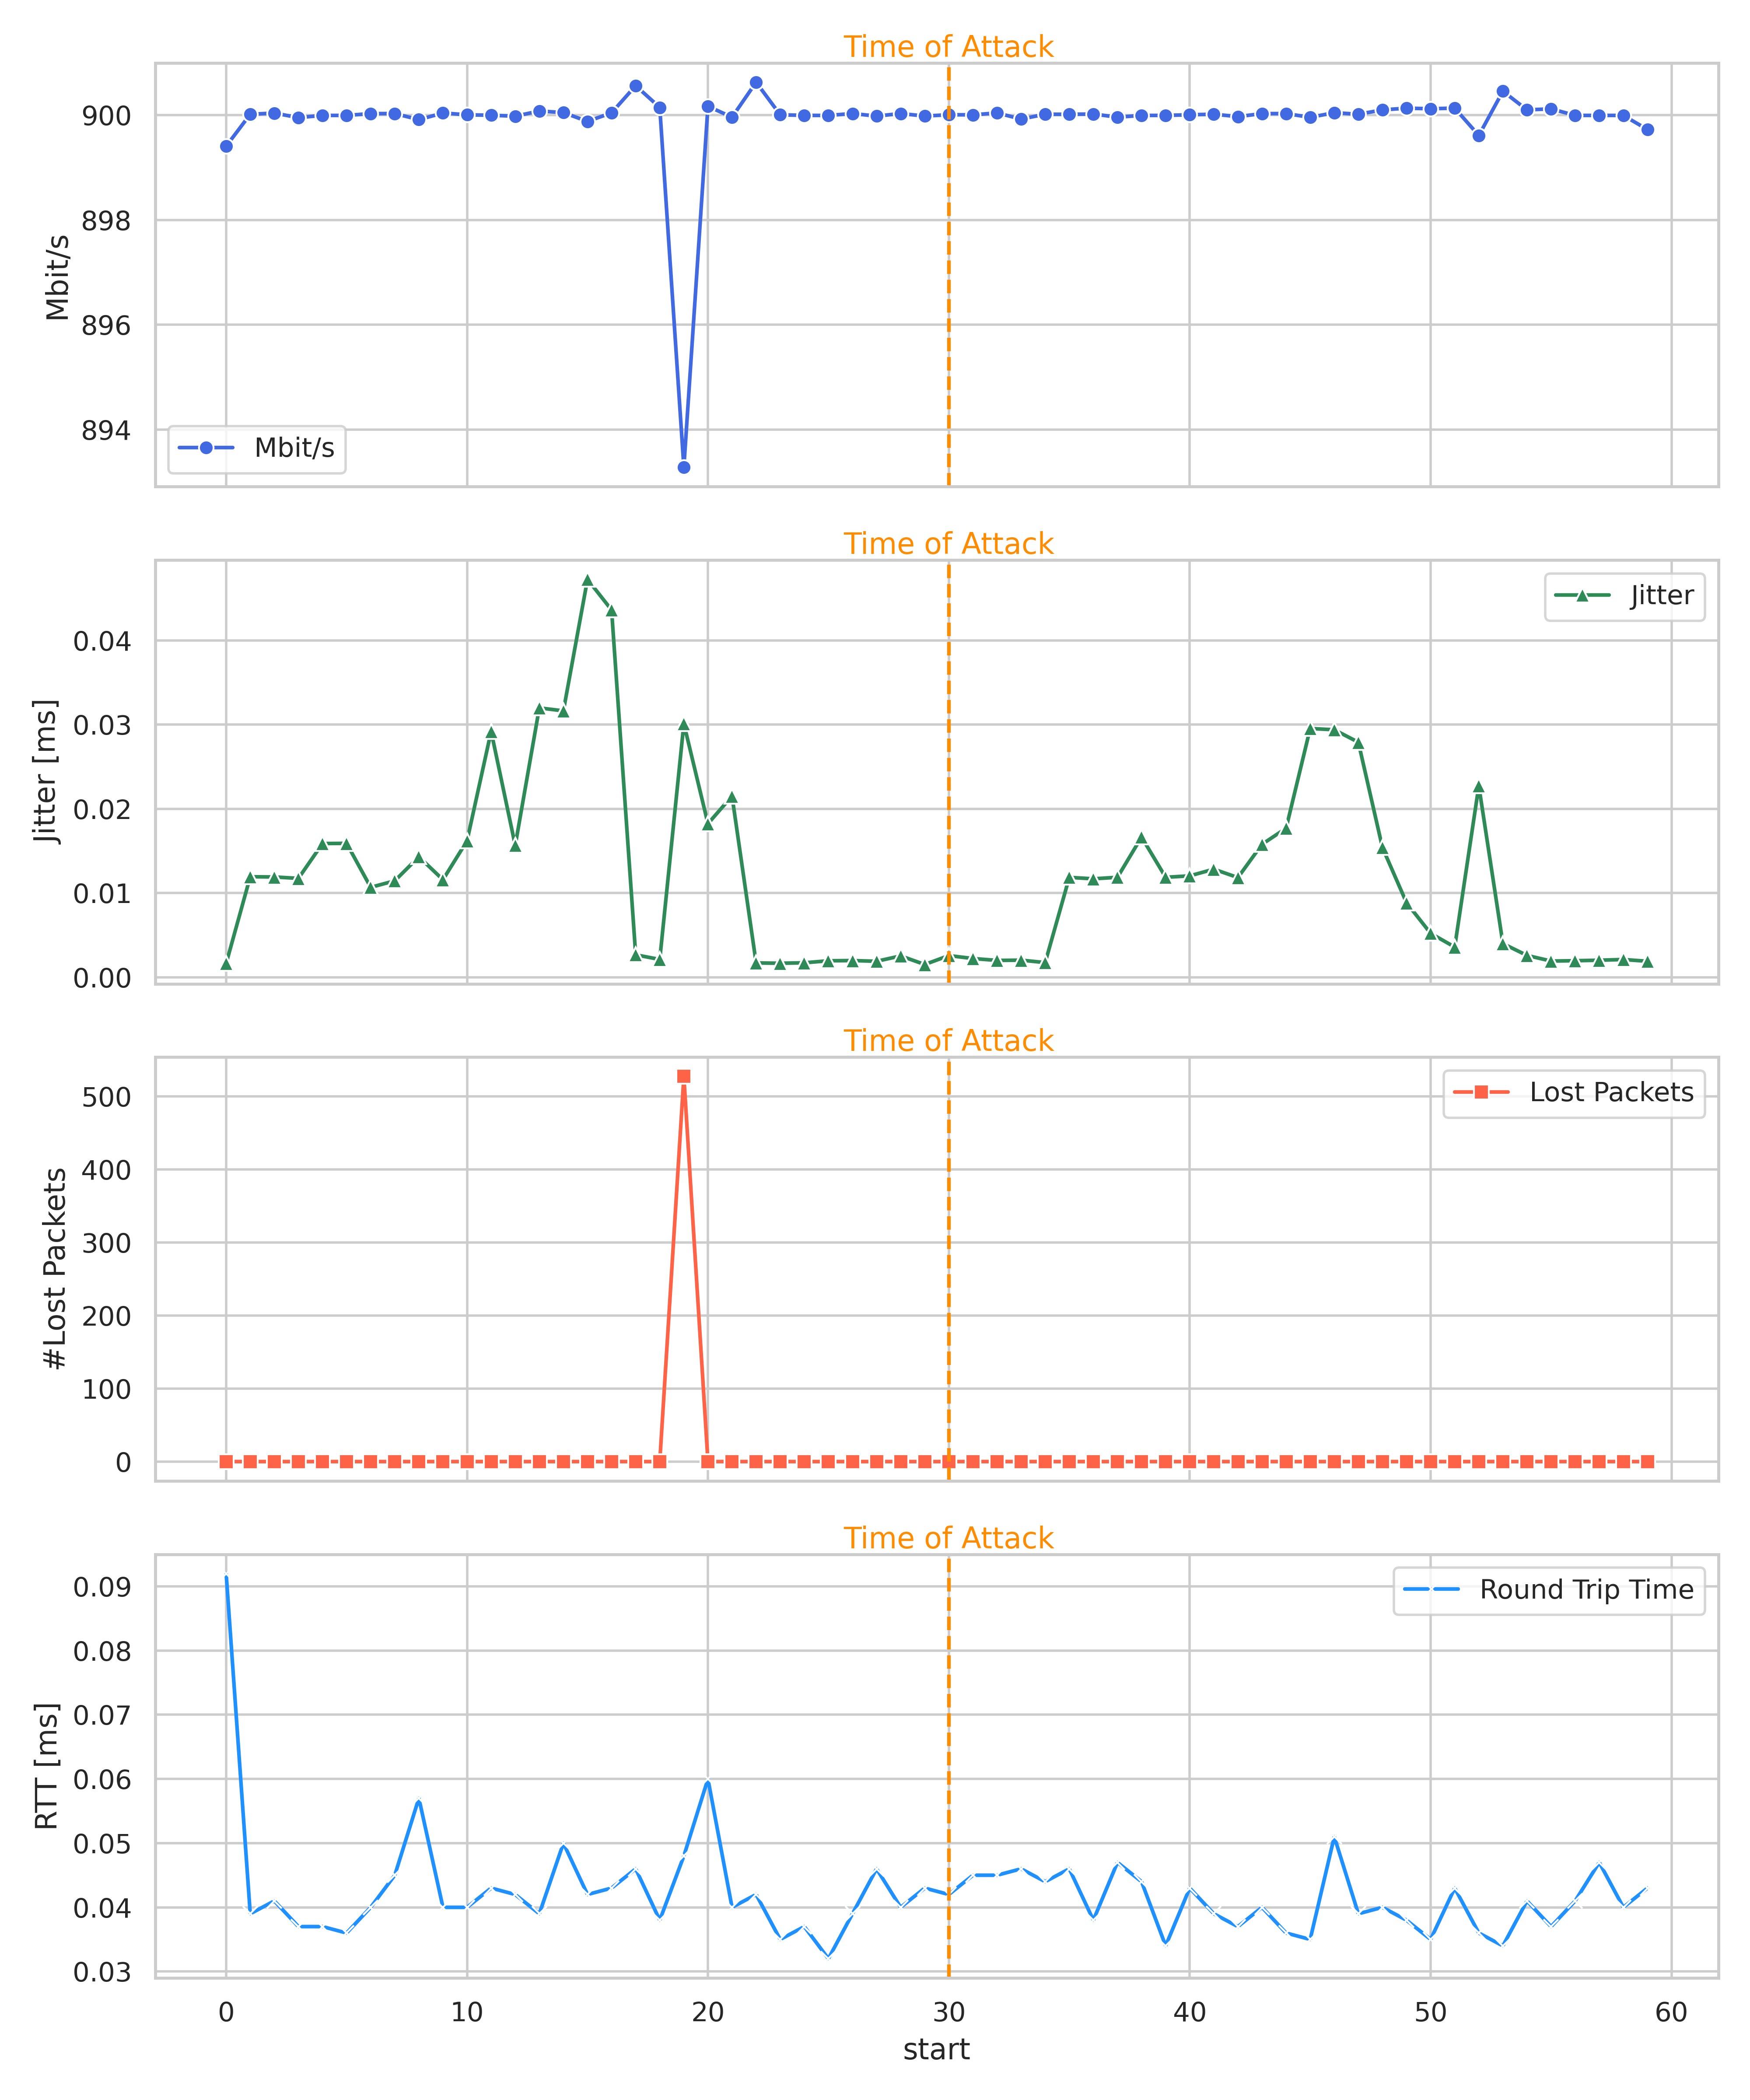 Time of Attack
900
898
896
894
Mbit/s
Mbit/s
Time of Attack
0.04
0.03
0.02
0.01
0.00
Jitter [ms]
Jitter
Time of Attack
500
400
300
200
100
0
#Lost Packets
Lost Packets
Time of Attack
0.09
0.08
0.07
0.06
0.05
0.04
0.03
RTT [ms]
Round Trip Time
0 10 20 30 40 50 60
start